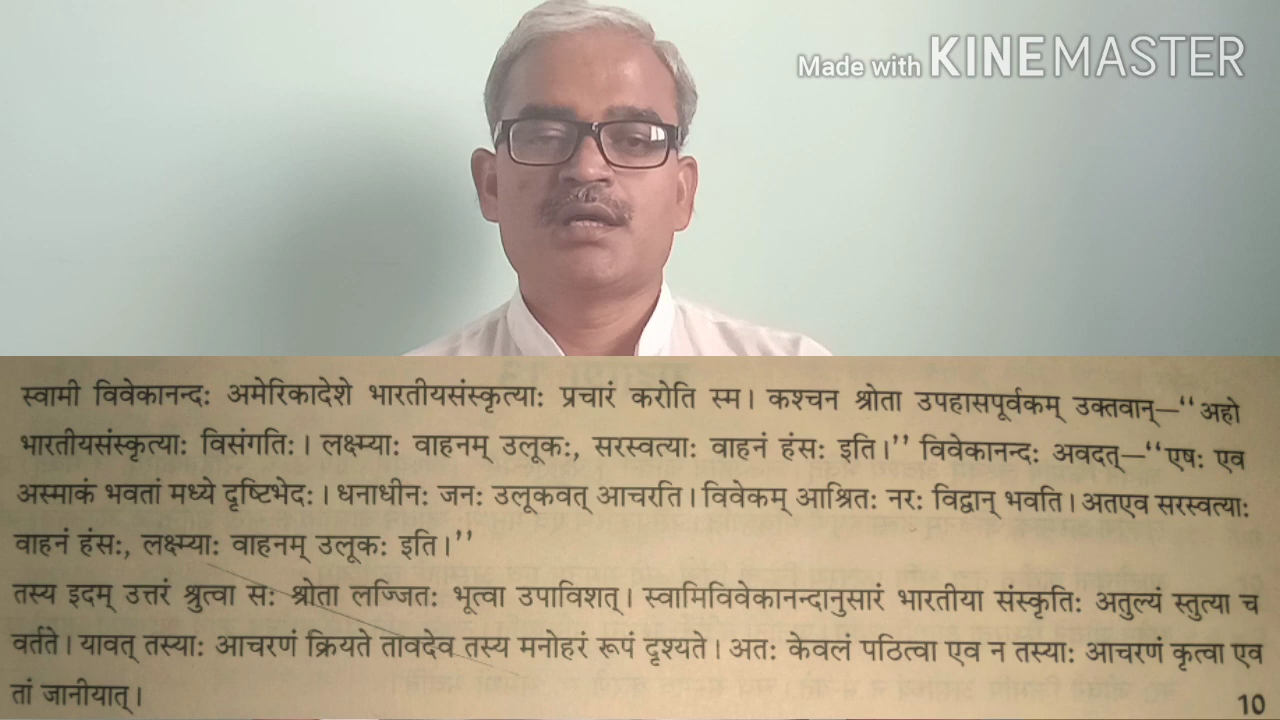 Made with KINEMASTER
स्वामी विवेकानन्दः अमेरिकादेशे भारतीयसंस्कृत्याः प्रचारं करोति स्म। कश्चन श्रोता उपहासपूर्वकम् उक्तवान्—“अहो
भारतीयसंस्कृत्याः विसंगतिः। लक्ष्म्याः वाहनम् उलूकः, सरस्वत्याः वाहनं हंसः इति।” विवेकानन्दः अवदत्—“एषः एव
अस्माकं भवतां मध्ये दृष्टिभेदः। धनाधीनः जनः उलूकवत् आचरति। विवेकम् आश्रितः नरः विद्वान् भवति। अतएव सरस्वत्याः
वाहनं हंसः, लक्ष्म्याः वाहनम् उलूकः इति।”
तस्य इदम् उत्तरं श्रुत्वा सः श्रोता लज्जितः भूत्वा उपाविशत्। स्वामिविवेकानन्दानुसारं भारतीया संस्कृतिः अतुल्यं स्तुत्या च
वर्तते। यावत् तस्याः आचरणं क्रियते तावदेव तस्य मनोहरं रूपं दृश्यते। अतः केवलं पठित्वा एव न तस्याः आचरणं कृत्वा एव
तां जानीयात्।
10